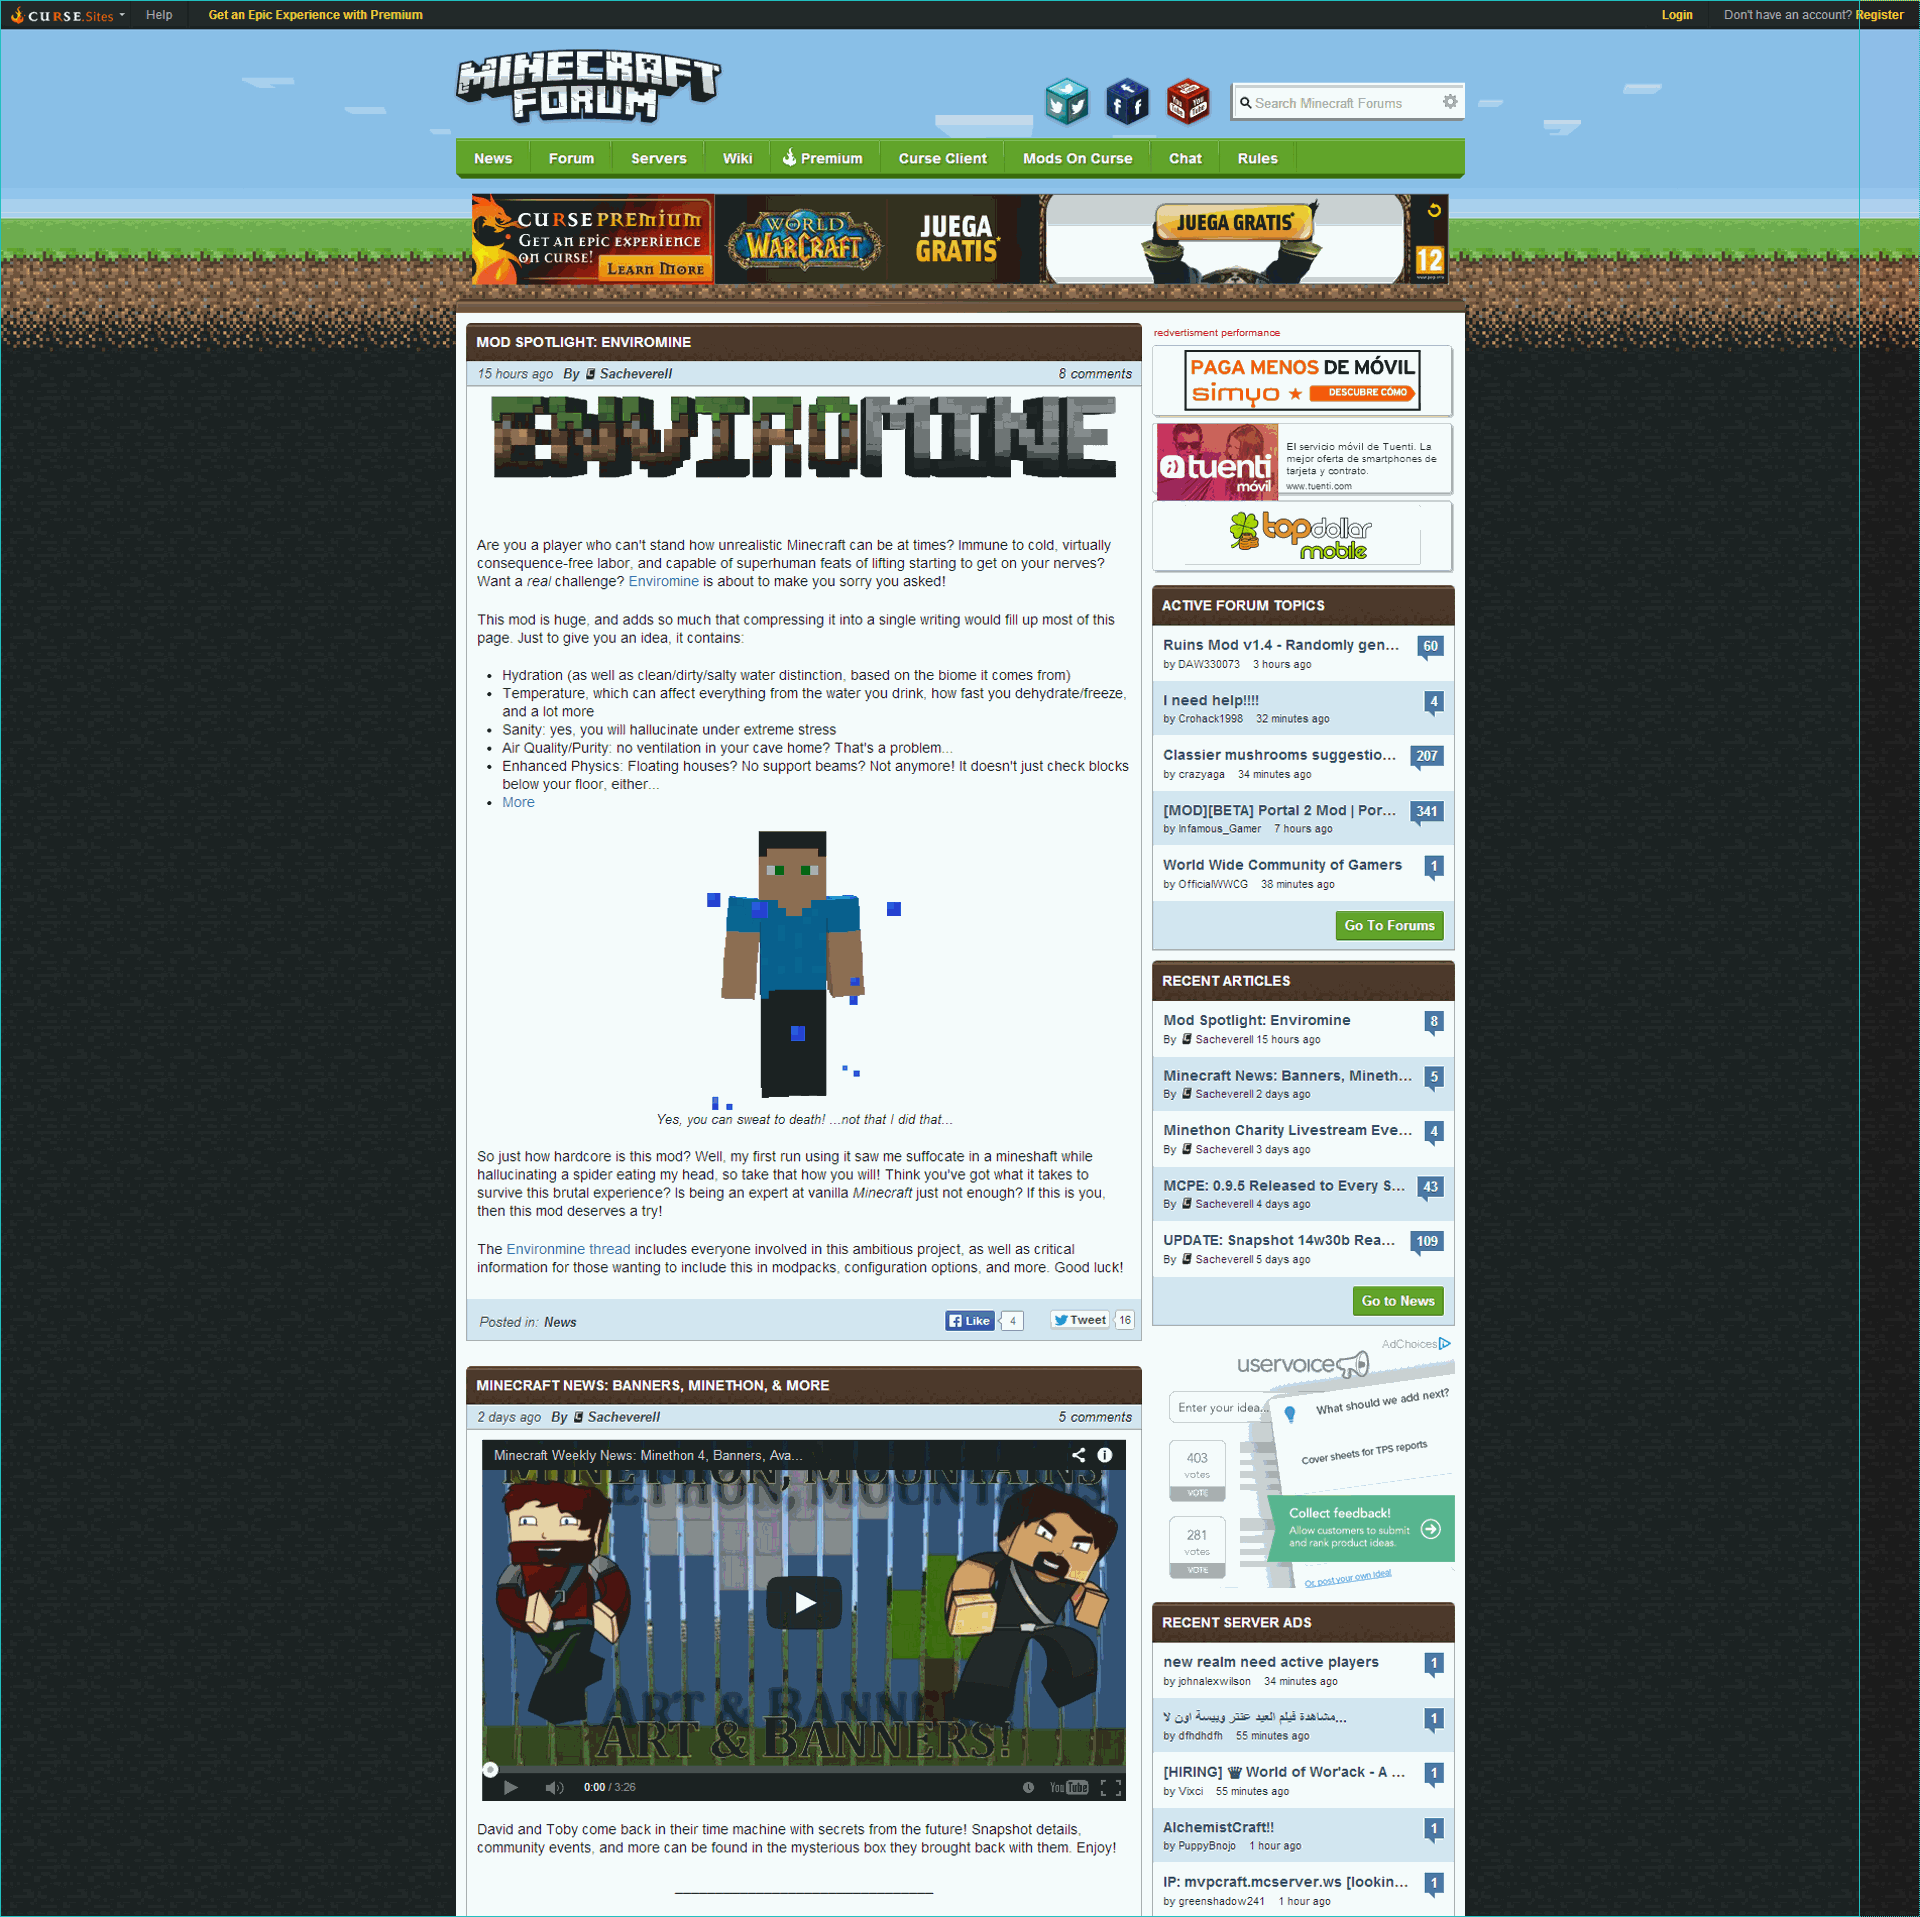 CURSE.Sites Help Get an Epic Experience with Premium Login Don't have an account? Register
MINECRAFT
FORUM
Search Minecraft Forums
News Forum Servers Wiki Premium Curse Client Mods On Curse Chat Rules
CURSE PREMIUM
GET AN EPIC EXPERIENCE
ON CURSE!
LEARN MORE
WORLD OF WARCRAFT
JUEGA
GRATIS*
JUEGA GRATIS*
12
MOD SPOTLIGHT: ENVIROMINE
15 hours ago By Sacheverell 8 comments
ENVIROMINE
Are you a player who can't stand how unrealistic Minecraft can be at times? Immune to cold, virtually
consequence-free labor, and capable of superhuman feats of lifting starting to get on your nerves?
Want a real challenge? Enviromine is about to make you sorry you asked!
This mod is huge, and adds so much that compressing it into a single writing would fill up most of this
page. Just to give you an idea, it contains:
• Hydration (as well as clean/dirty/salty water distinction, based on the biome it comes from)
• Temperature, which can affect everything from the water you drink, how fast you dehydrate/freeze,
and a lot more
• Sanity: yes, you will hallucinate under extreme stress
• Air Quality/Purity: no ventilation in your cave home? That's a problem...
• Enhanced Physics: Floating houses? No support beams? Not anymore! It doesn't just check blocks
below your floor, either...
• More
Yes, you can sweat to death! ...not that I did that...
So just how hardcore is this mod? Well, my first run using it saw me suffocate in a mineshaft while
hallucinating a spider eating my head, so take that how you will! Think you've got what it takes to
survive this brutal experience? Is being an expert at vanilla Minecraft just not enough? If this is you,
then this mod deserves a try!
The Environmine thread includes everyone involved in this ambitious project, as well as critical
information for those wanting to include this in modpacks, configuration options, and more. Good luck!
Posted in: News Like 4 Tweet 16
MINECRAFT NEWS: BANNERS, MINETHON, & MORE
2 days ago By Sacheverell 5 comments
Minecraft Weekly News: Minethon 4, Banners, Ava...
MINETHON, MOUNTAINS
ART & BANNERS!
0:00 / 3:26 YouTube
David and Toby come back in their time machine with secrets from the future! Snapshot details,
community events, and more can be found in the mysterious box they brought back with them. Enjoy!
redvertisment performance
PAGA MENOS DE MÓVIL
simyo DESCUBRE CÓMO
tuenti
móvil
El servicio móvil de Tuenti. La
mejor oferta de smartphones de
tarjeta y contrato.
www.tuenti.com
topdollar
mobile
ACTIVE FORUM TOPICS
Ruins Mod v1.4 - Randomly gen... 60
by DAW330073 3 hours ago
I need help!!!! 4
by Crohack1998 32 minutes ago
Classier mushrooms suggestio... 207
by crazyaga 34 minutes ago
[MOD][BETA] Portal 2 Mod | Por... 341
by Infamous_Gamer 7 hours ago
World Wide Community of Gamers 1
by OfficialWWCG 38 minutes ago
Go To Forums
RECENT ARTICLES
Mod Spotlight: Enviromine 8
By Sacheverell 15 hours ago
Minecraft News: Banners, Mineth... 5
By Sacheverell 2 days ago
Minethon Charity Livestream Eve... 4
By Sacheverell 3 days ago
MCPE: 0.9.5 Released to Every S... 43
By Sacheverell 4 days ago
UPDATE: Snapshot 14w30b Rea... 109
By Sacheverell 5 days ago
Go to News
AdChoices
uservoice
Enter your idea...
What should we add next?
403
votes
VOTE
Cover sheets for TPS reports
Collect feedback!
Allow customers to submit
and rank product ideas.
281
votes
VOTE
Or, post your own idea!
RECENT SERVER ADS
new realm need active players 1
by johnalexwilson 34 minutes ago
مشاهدة فيلم العيد عنتر وبيسة اون لا... 1
by dfhdhdfh 55 minutes ago
[HIRING] ♛ World of Wor'ack - A ... 1
by Vixci 55 minutes ago
AlchemistCraft!! 1
by PuppyBnojo 1 hour ago
IP: mvpcraft.mcserver.ws [lookin... 1
by greenshadow241 1 hour ago